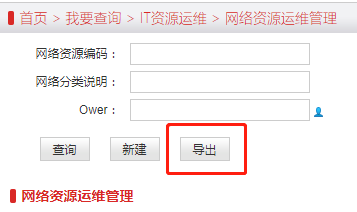 首页 > 我要查询 > IT资源运维 > 网络资源运维管理
网络资源编码：
网络分类说明：
Ower：
查询 新建 导出
网络资源运维管理